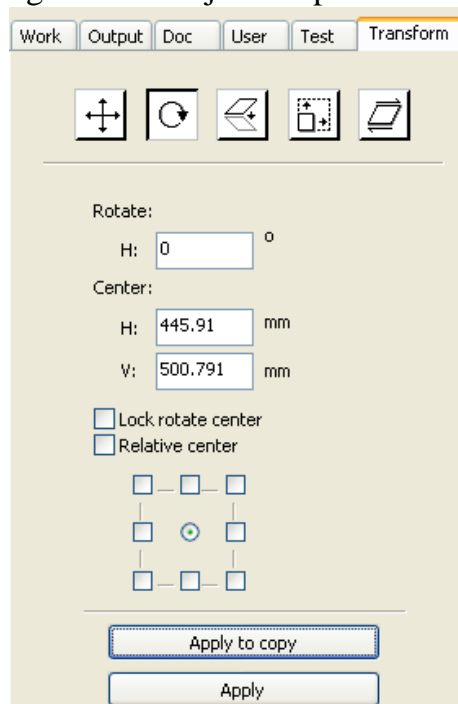 Work Output Doc User Test Transform
Rotate:
H: 0 °
Center:
H: 445.91 mm
V: 500.791 mm
Lock rotate center
Relative center
Apply to copy
Apply